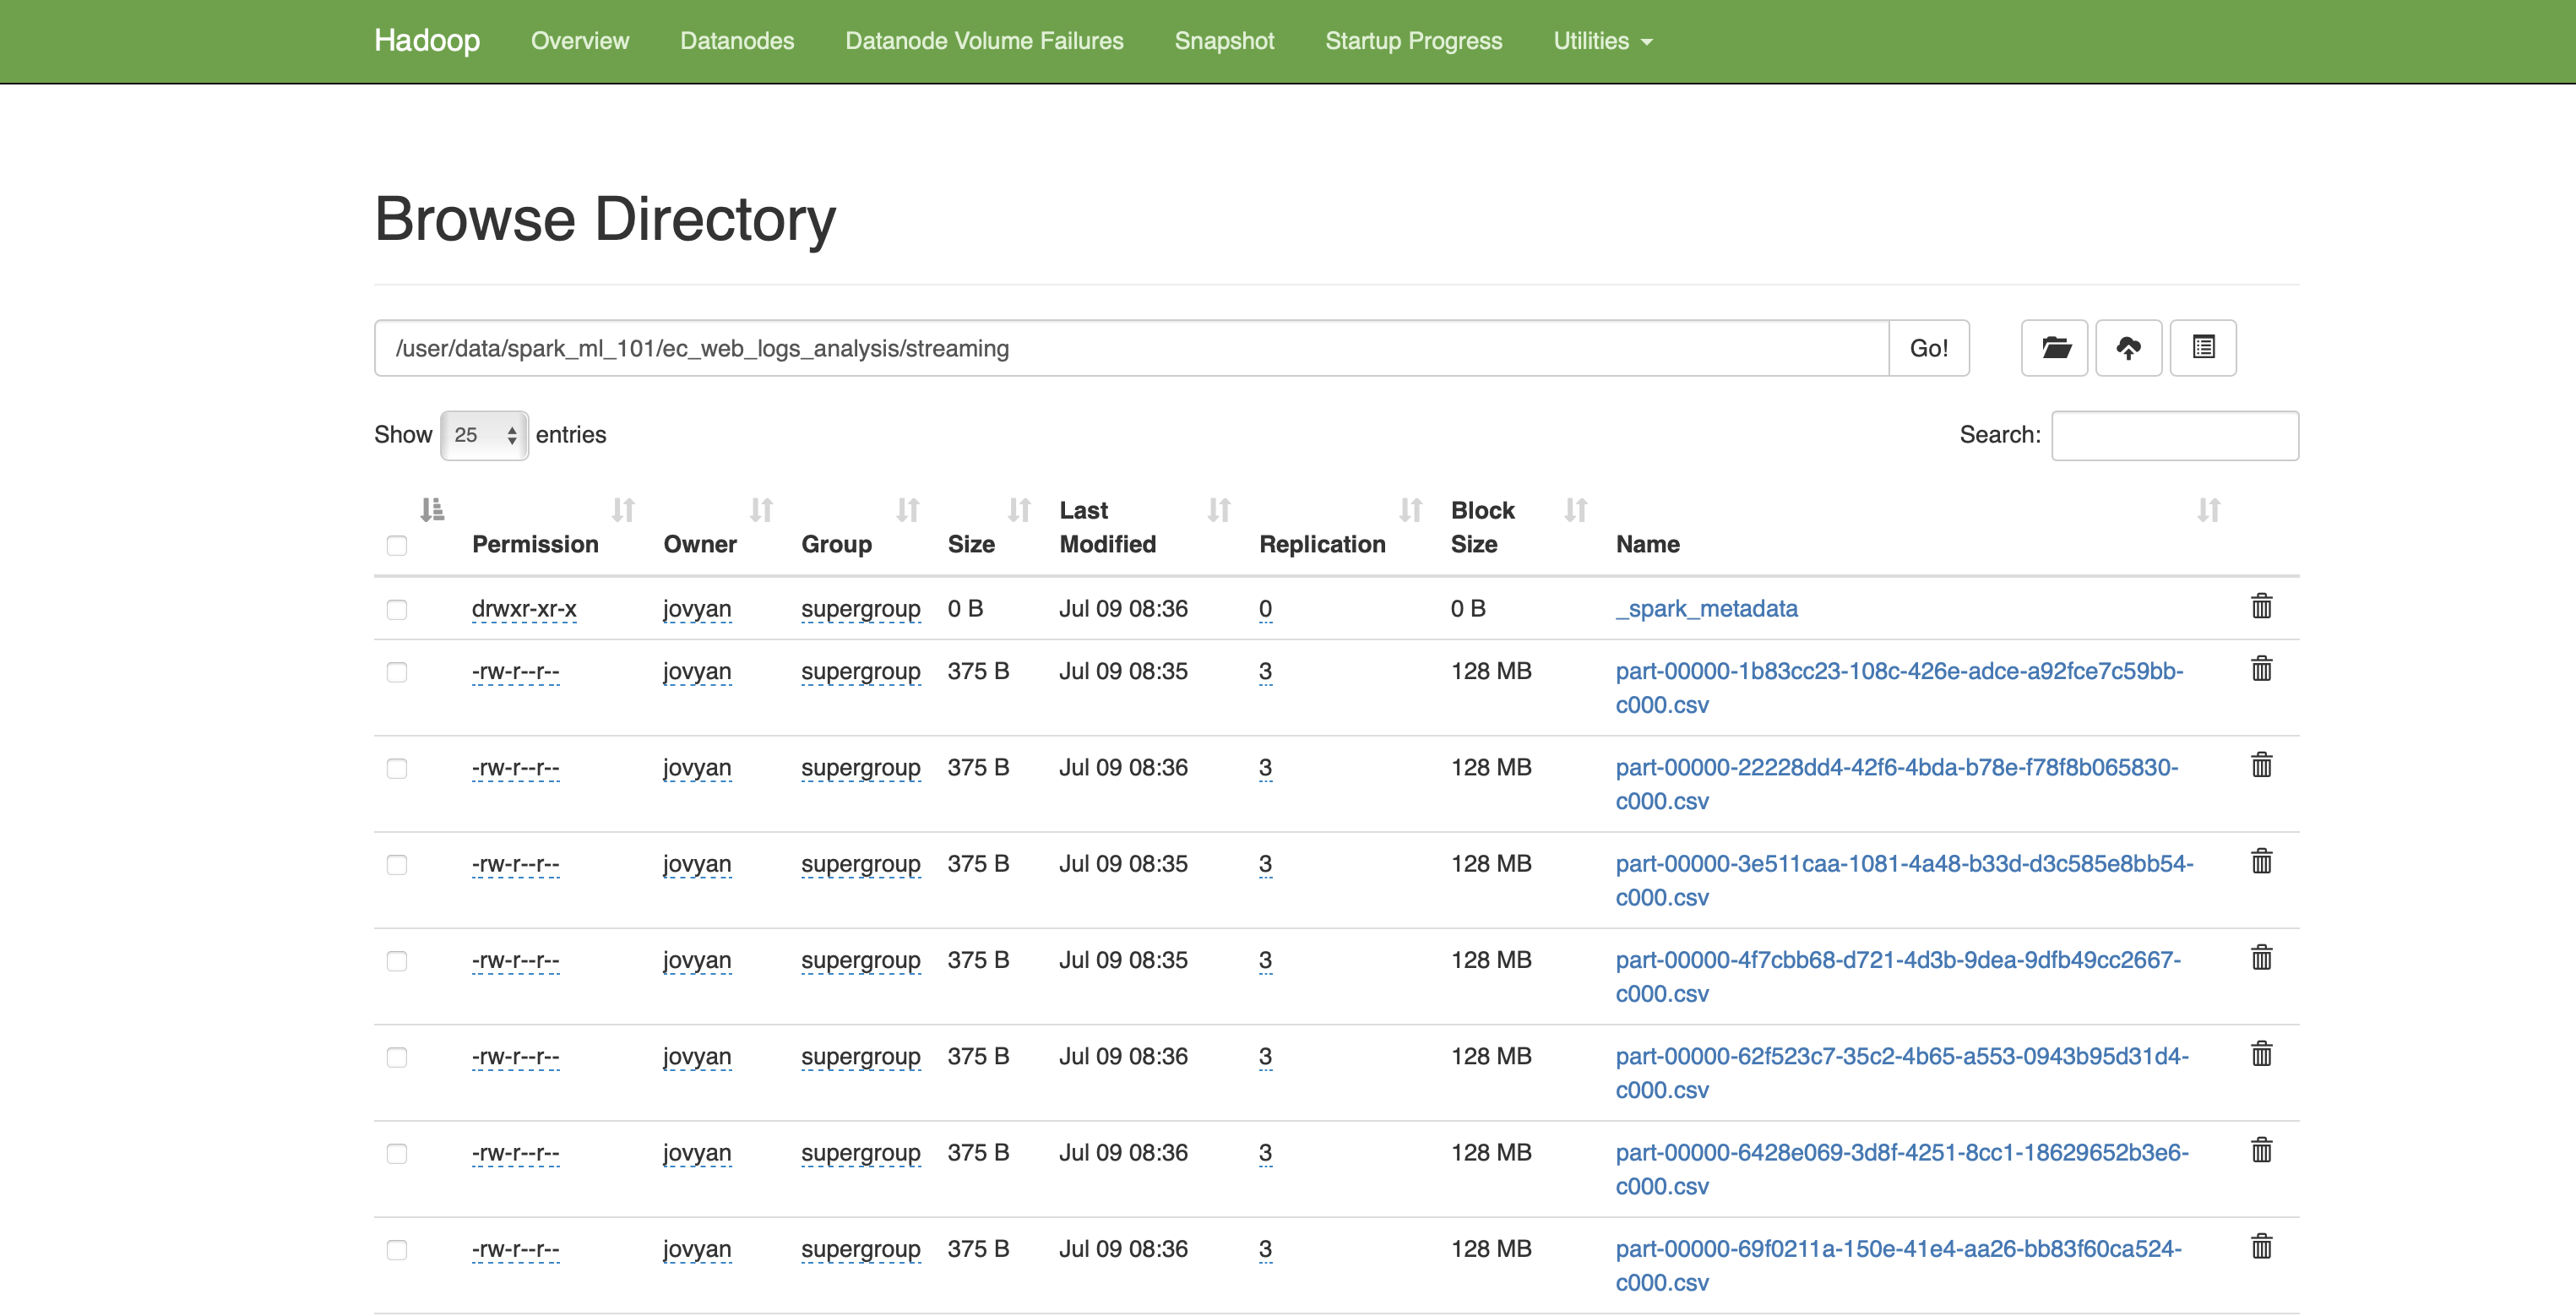 Hadoop Overview Datanodes Datanode Volume Failures Snapshot Startup Progress Utilities
Browse Directory
/user/data/spark_ml_101/ec_web_logs_analysis/streaming Go!
Show 25 entries Search:
Permission Owner Group Size Last Modified Replication Block Size Name
drwxr-xr-x jovyan supergroup 0 B Jul 09 08:36 0 0 B _spark_metadata
-rw-r--r-- jovyan supergroup 375 B Jul 09 08:35 3 128 MB part-00000-1b83cc23-108c-426e-adce-a92fce7c59bb-
c000.csv
-rw-r--r-- jovyan supergroup 375 B Jul 09 08:36 3 128 MB part-00000-22228dd4-42f6-4bda-b78e-f78f8b065830-
c000.csv
-rw-r--r-- jovyan supergroup 375 B Jul 09 08:35 3 128 MB part-00000-3e511caa-1081-4a48-b33d-d3c585e8bb54-
c000.csv
-rw-r--r-- jovyan supergroup 375 B Jul 09 08:35 3 128 MB part-00000-4f7cbb68-d721-4d3b-9dea-9dfb49cc2667-
c000.csv
-rw-r--r-- jovyan supergroup 375 B Jul 09 08:36 3 128 MB part-00000-62f523c7-35c2-4b65-a553-0943b95d31d4-
c000.csv
-rw-r--r-- jovyan supergroup 375 B Jul 09 08:36 3 128 MB part-00000-6428e069-3d8f-4251-8cc1-18629652b3e6-
c000.csv
-rw-r--r-- jovyan supergroup 375 B Jul 09 08:36 3 128 MB part-00000-69f0211a-150e-41e4-aa26-bb83f60ca524-
c000.csv